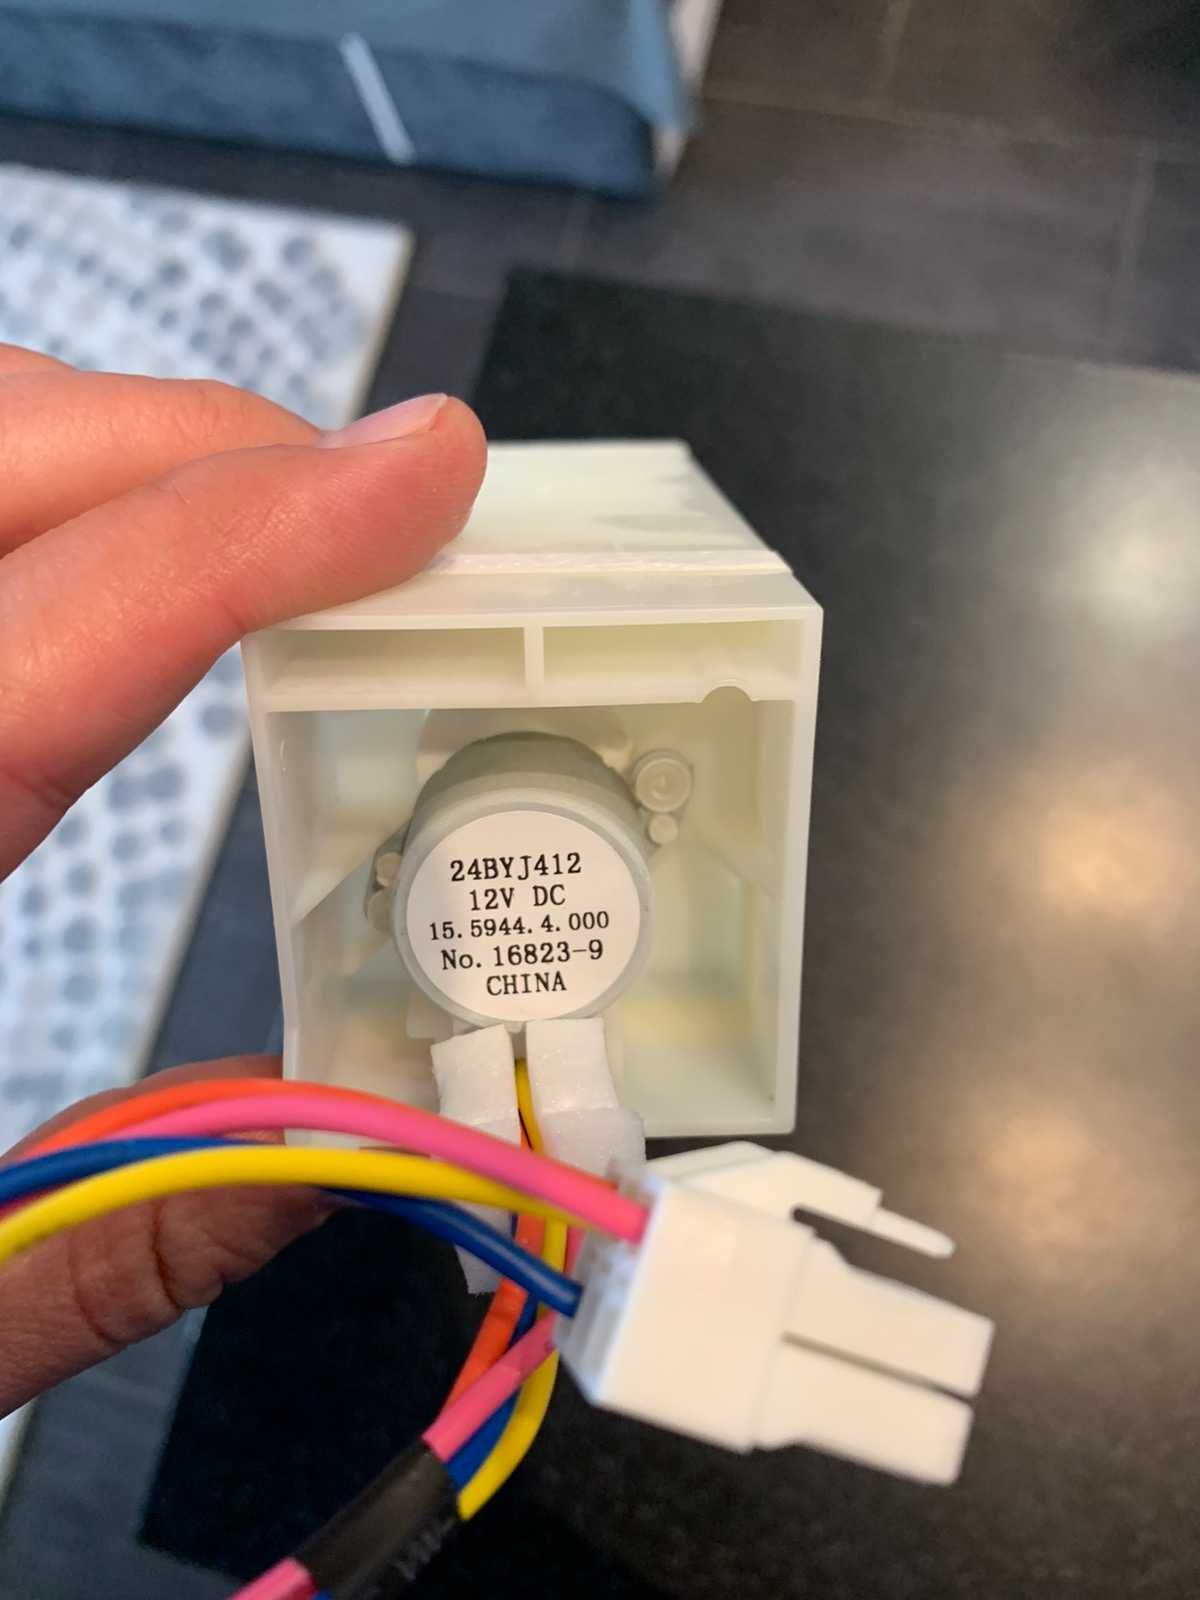 24BYJ412
12V DC
15.5944.4.000
No. 16823-9
CHINA